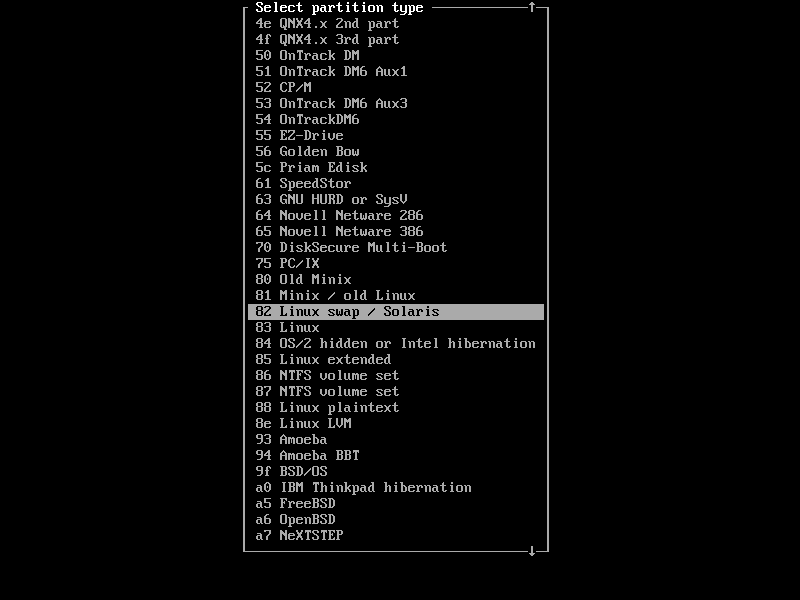 Select partition type
4e QNX4.x 2nd part
4f QNX4.x 3rd part
50 OnTrack DM
51 OnTrack DM6 Aux1
52 CP/M
53 OnTrack DM6 Aux3
54 OnTrackDM6
55 EZ-Drive
56 Golden Bow
5c Priam Edisk
61 SpeedStor
63 GNU HURD or SysV
64 Novell Netware 286
65 Novell Netware 386
70 DiskSecure Multi-Boot
75 PC/IX
80 Old Minix
81 Minix / old Linux
82 Linux swap / Solaris
83 Linux
84 OS/2 hidden or Intel hibernation
85 Linux extended
86 NTFS volume set
87 NTFS volume set
88 Linux plaintext
8e Linux LVM
93 Amoeba
94 Amoeba BBT
9f BSD/OS
a0 IBM Thinkpad hibernation
a5 FreeBSD
a6 OpenBSD
a7 NeXTSTEP